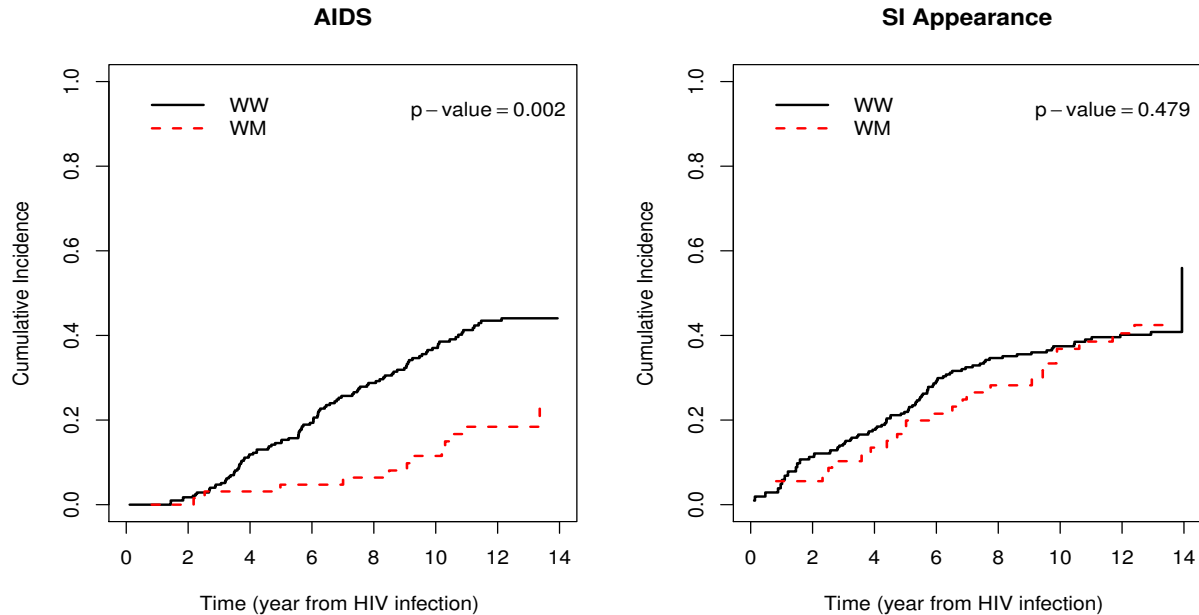 AIDS
WW
WM
p − value = 0.002
1.0
0.8
0.6
0.4
0.2
0.0
Cumulative Incidence
0 2 4 6 8 10 12 14
Time (year from HIV infection)
SI Appearance
WW
WM
p − value = 0.479
1.0
0.8
0.6
0.4
0.2
0.0
Cumulative Incidence
0 2 4 6 8 10 12 14
Time (year from HIV infection)